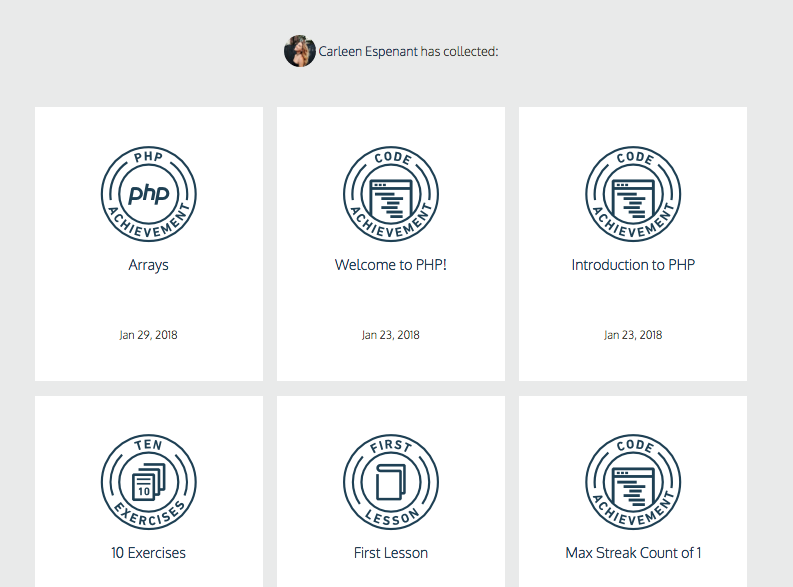 Carleen Espenant has collected:
PHP
php
ACHIEVEMENT
Arrays
Jan 29, 2018
CODE
ACHIEVEMENT
Welcome to PHP!
Jan 23, 2018
CODE
ACHIEVEMENT
Introduction to PHP
Jan 23, 2018
TEN
10
EXERCISES
10 Exercises
FIRST
LESSON
First Lesson
CODE
ACHIEVEMENT
Max Streak Count of 1